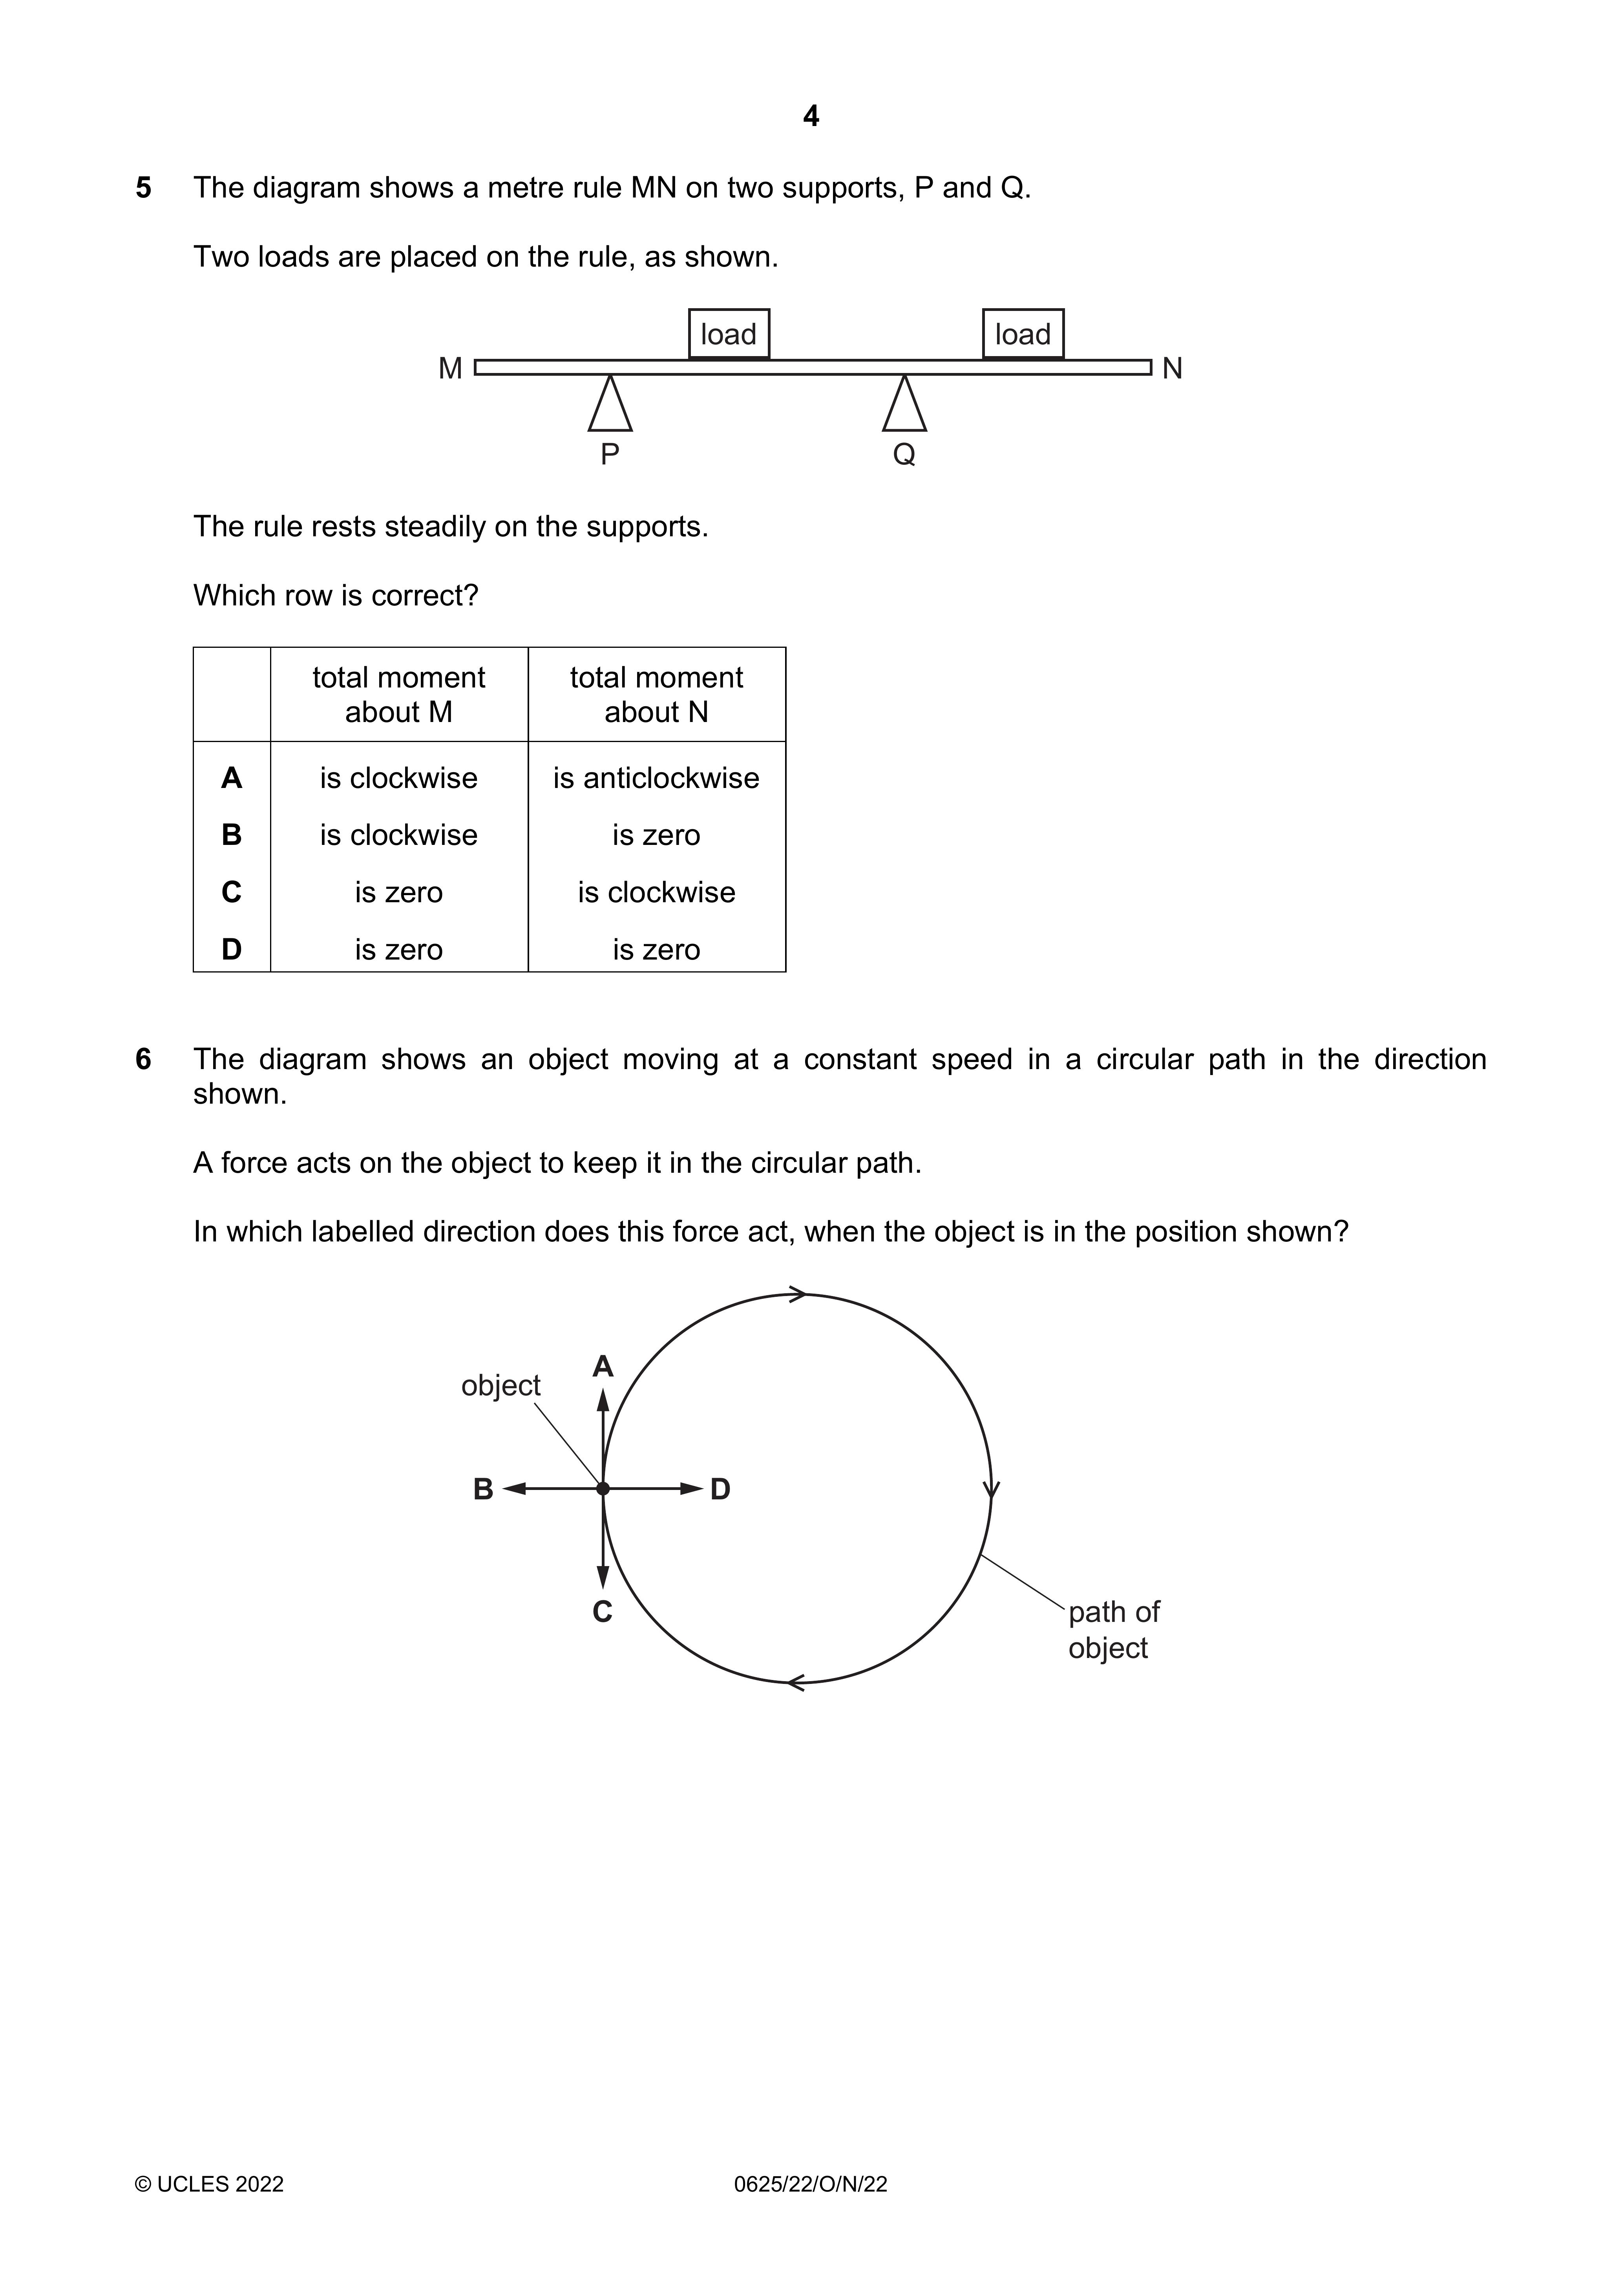 4
5 The diagram shows a metre rule MN on two supports, P and Q.
Two loads are placed on the rule, as shown.
load load
M N
P Q
The rule rests steadily on the supports.
Which row is correct?
total moment about M total moment about N
A is clockwise is anticlockwise
B is clockwise is zero
C is zero is clockwise
D is zero is zero
6 The diagram shows an object moving at a constant speed in a circular path in the direction
shown.
A force acts on the object to keep it in the circular path.
In which labelled direction does this force act, when the object is in the position shown?
A
object
B D
C
path of
object
© UCLES 2022 0625/22/O/N/22